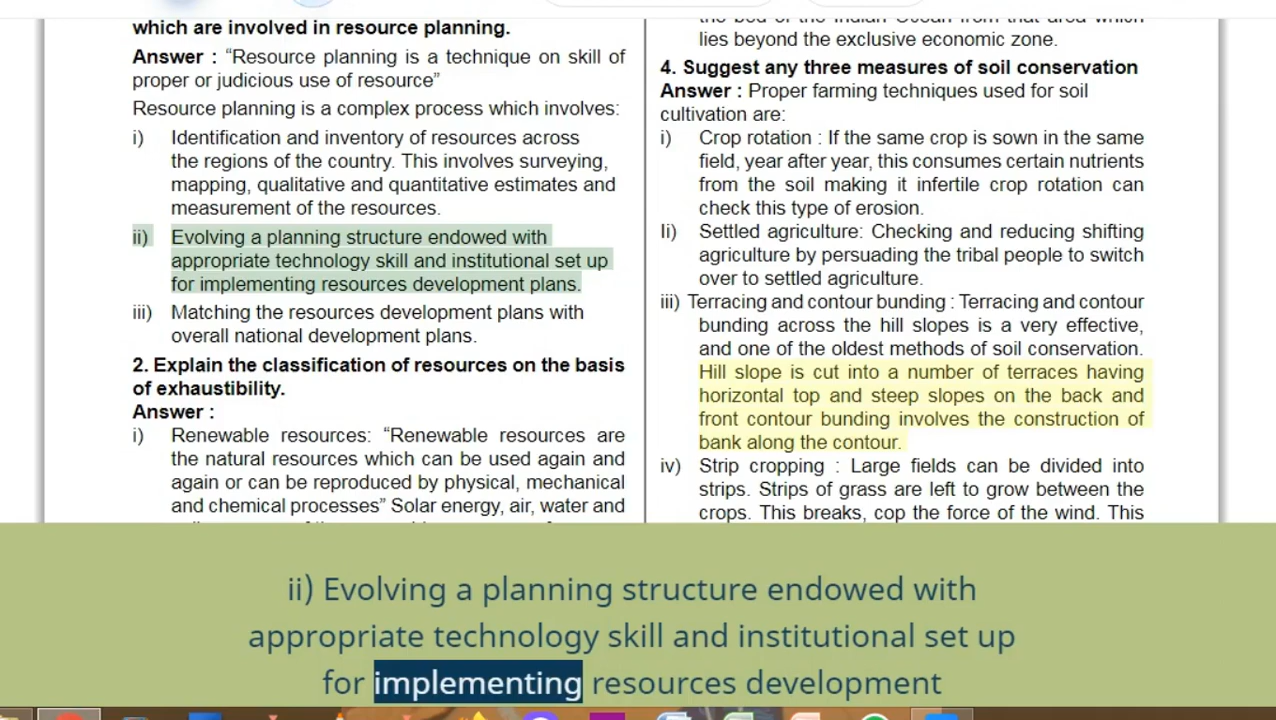 which are involved in resource planning.
Answer : “Resource planning is a technique on skill of
proper or judicious use of resource”
Resource planning is a complex process which involves:
i) Identification and inventory of resources across
the regions of the country. This involves surveying,
mapping, qualitative and quantitative estimates and
measurement of the resources.
ii) Evolving a planning structure endowed with
appropriate technology skill and institutional set up
for implementing resources development plans.
iii) Matching the resources development plans with
overall national development plans.
2. Explain the classification of resources on the basis
of exhaustibility.
Answer :
i) Renewable resources: “Renewable resources are
the natural resources which can be used again and
again or can be reproduced by physical, mechanical
and chemical processes” Solar energy, air, water and
the bed of the Indian Ocean from that area which
lies beyond the exclusive economic zone.
4. Suggest any three measures of soil conservation
Answer : Proper farming techniques used for soil
cultivation are:
i) Crop rotation : If the same crop is sown in the same
field, year after year, this consumes certain nutrients
from the soil making it infertile crop rotation can
check this type of erosion.
Ii) Settled agriculture: Checking and reducing shifting
agriculture by persuading the tribal people to switch
over to settled agriculture.
iii) Terracing and contour bunding : Terracing and contour
bunding across the hill slopes is a very effective,
and one of the oldest methods of soil conservation.
Hill slope is cut into a number of terraces having
horizontal top and steep slopes on the back and
front contour bunding involves the construction of
bank along the contour.
iv) Strip cropping : Large fields can be divided into
strips. Strips of grass are left to grow between the
crops. This breaks, cop the force of the wind. This
ii) Evolving a planning structure endowed with
appropriate technology skill and institutional set up
for implementing resources development